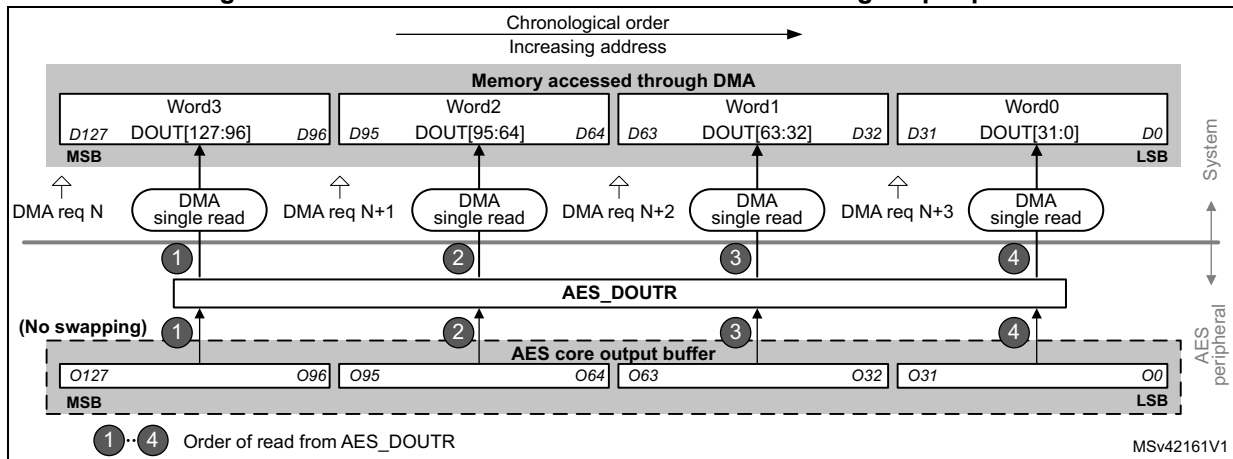 Chronological order
Increasing address
Memory accessed through DMA
Word3 Word2 Word1 Word0
D127 DOUT[127:96] D96 D95 DOUT[95:64] D64 D63 DOUT[63:32] D32 D31 DOUT[31:0] D0
MSB LSB
System
DMA req N DMA single read DMA req N+1 DMA single read DMA req N+2 DMA single read DMA req N+3 DMA single read
1 2 3 4
AES_DOUTR
(No swapping) 1 2 3 4
AES peripheral
AES core output buffer
O127 O96 O95 O64 O63 O32 O31 O0
MSB LSB
1 ·· 4 Order of read from AES_DOUTR
MSv42161V1